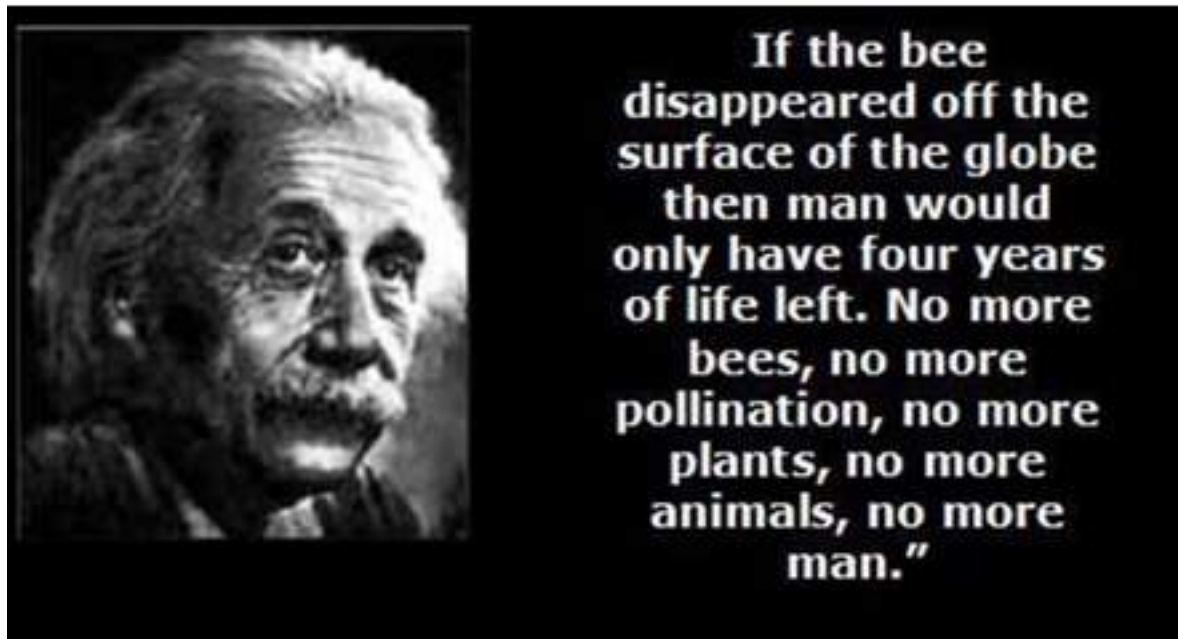 If the bee
disappeared off the
surface of the globe
then man would
only have four years
of life left. No more
bees, no more
pollination, no more
plants, no more
animals, no more
man.”